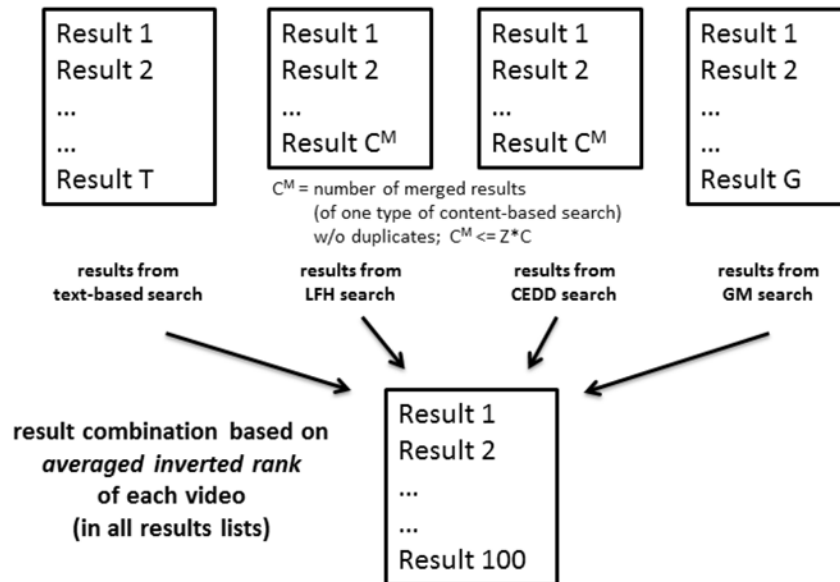 Result 1
Result 2
...
...
Result T
Result 1
Result 2
...
Result C^M
Result 1
Result 2
...
Result C^M
Result 1
Result 2
...
...
Result G
C^M = number of merged results
(of one type of content-based search)
w/o duplicates; C^M <= Z*C
results from
text-based search
results from
LFH search
results from
CEDD search
results from
GM search
result combination based on
averaged inverted rank
of each video
(in all results lists)
Result 1
Result 2
...
...
Result 100